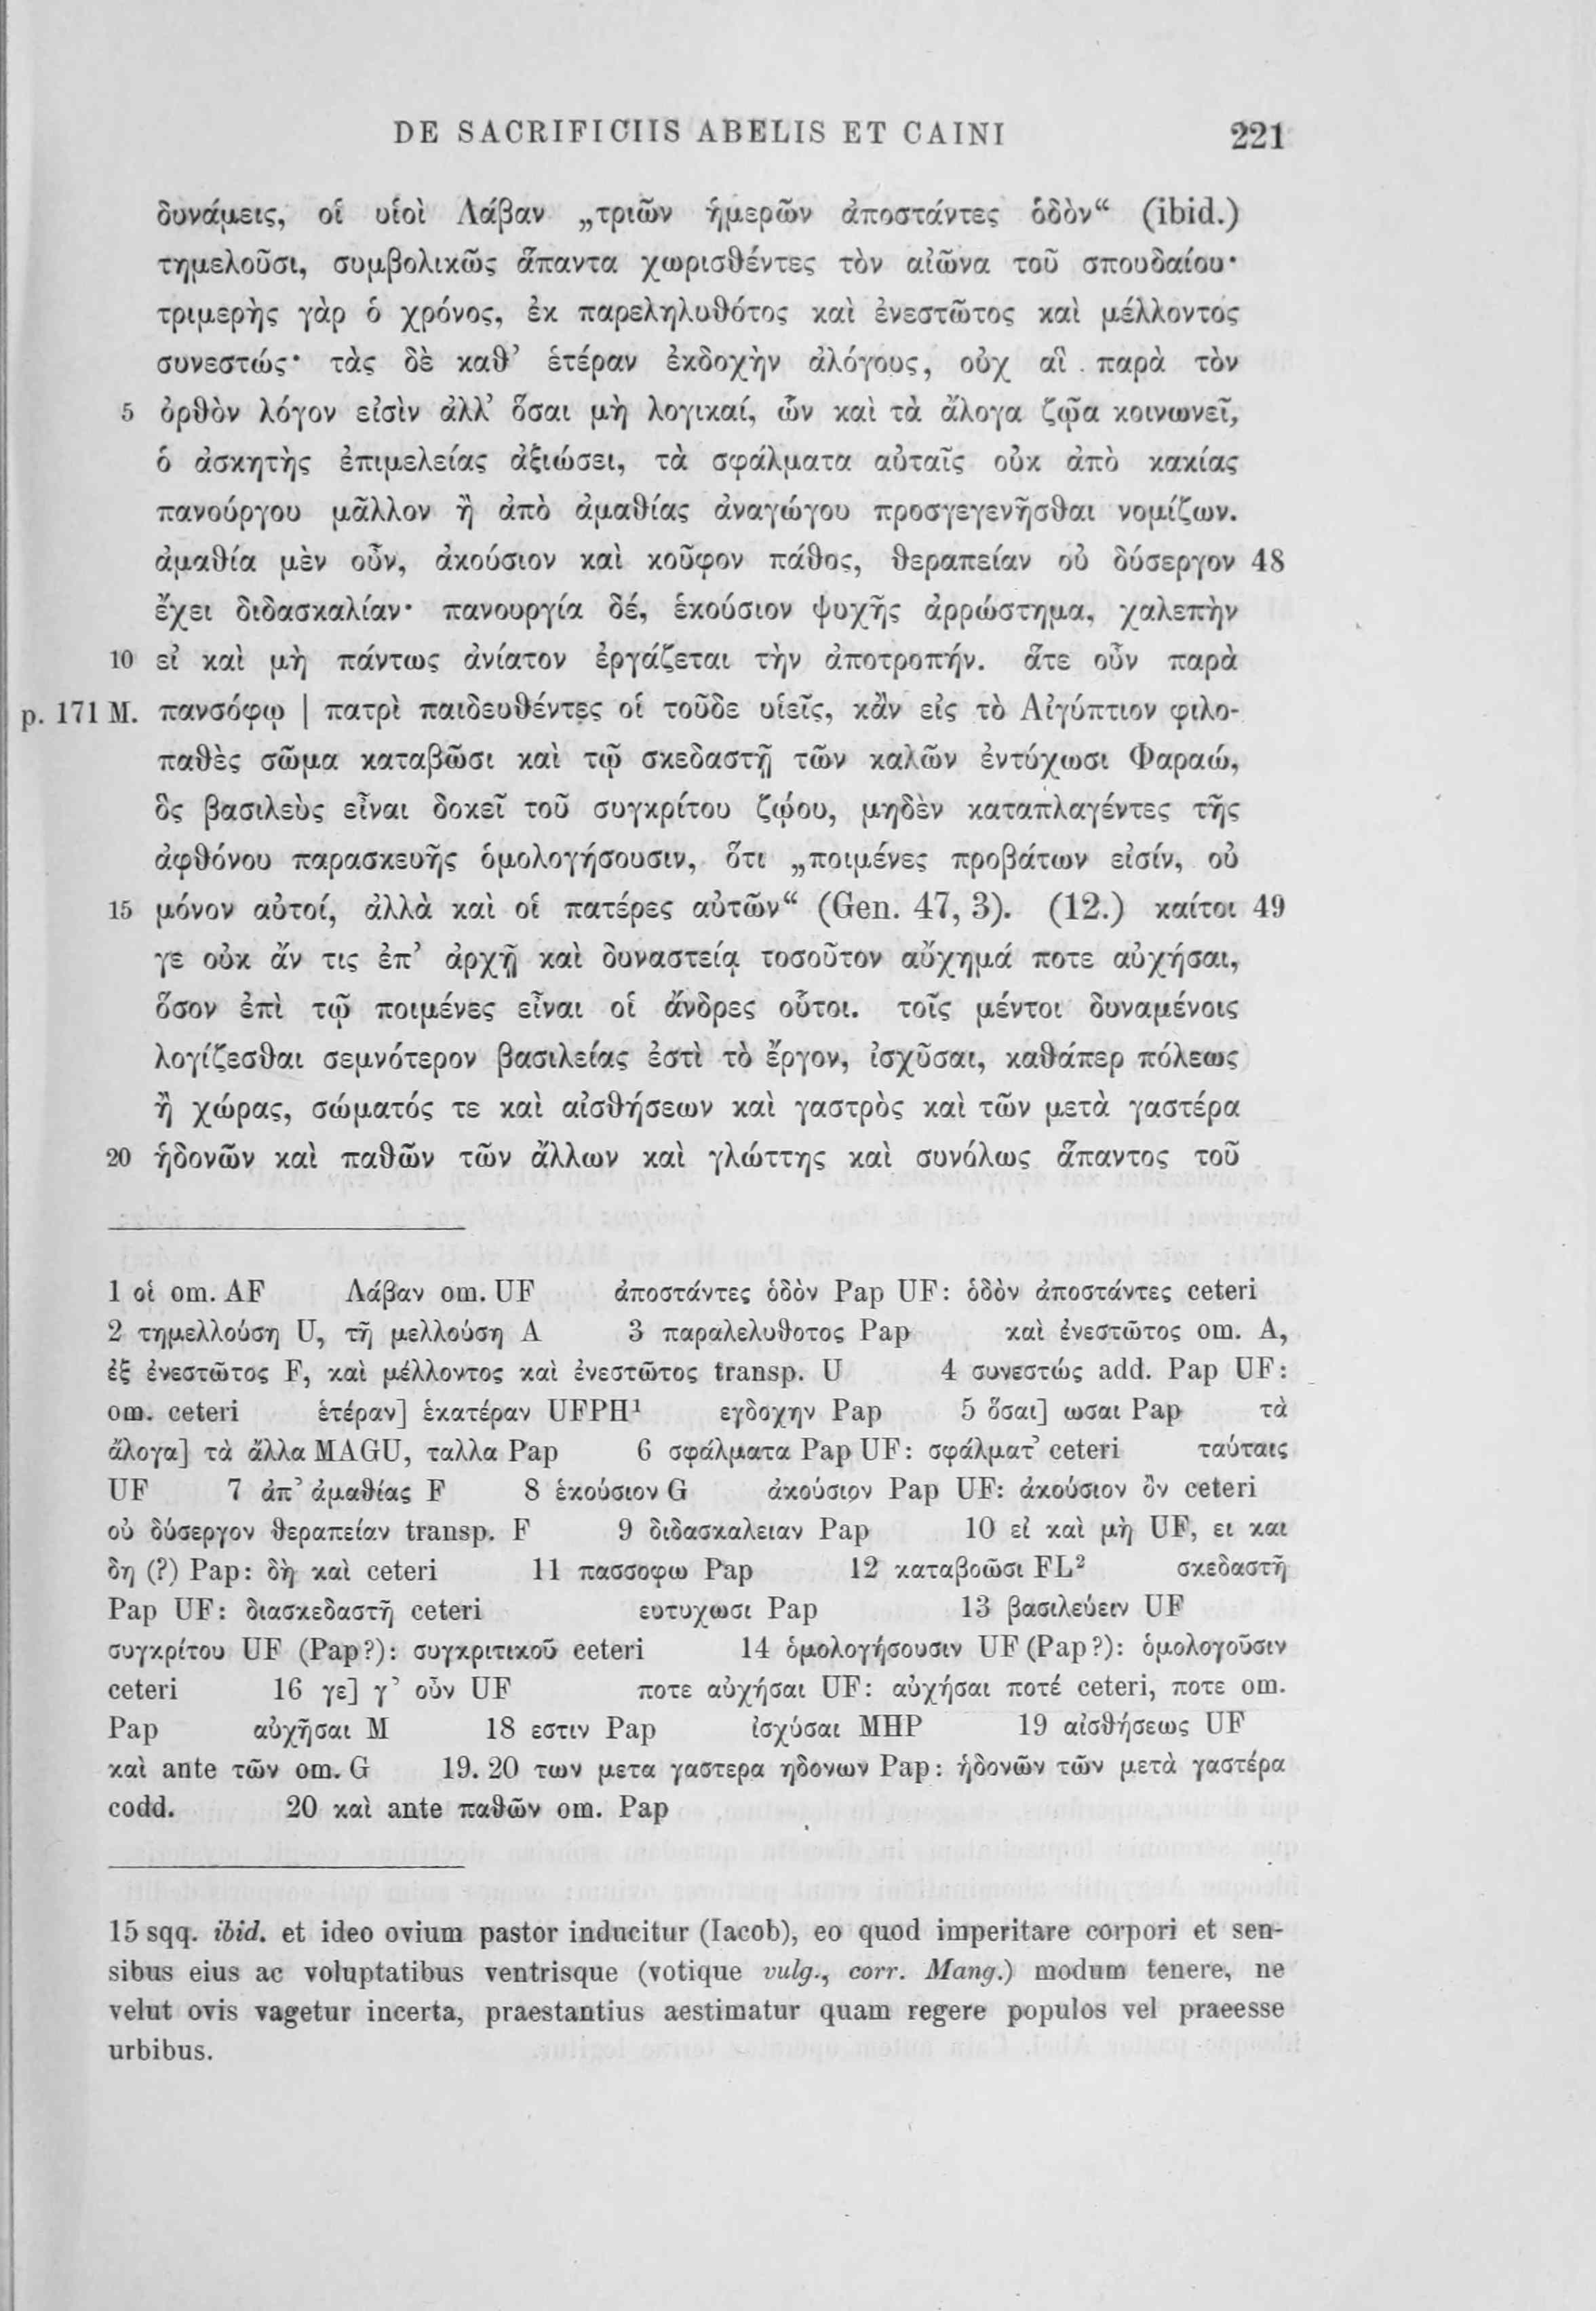 DE SACRIFICIIS ABELIS ET CAINI 221
δυνάμεις, οἱ υἱοὶ Λάβαν „τριῶν ἡμερῶν ἀποστάντες ὁδὸν“ (ibid.)
τημελοῦσι, συμβολικῶς ἅπαντα χωρισθέντες τὸν αἰῶνα τοῦ σπουδαίου·
τριμερὴς γὰρ ὁ χρόνος, ἐκ παρεληλυθότος καὶ ἐνεστῶτος καὶ μέλλοντος
συνεστώς· τὰς δὲ καθ’ ἑτέραν ἐκδοχὴν ἀλόγους, οὐχ αἳ παρὰ τὸν
5 ὀρθὸν λόγον εἰσὶν ἀλλ’ ὅσαι μὴ λογικαί, ὧν καὶ τὰ ἄλογα ζῷα κοινωνεῖ,
ὁ ἀσκητὴς ἐπιμελείας ἀξιώσει, τὰ σφάλματα αὐταῖς οὐκ ἀπὸ κακίας
πανούργου μᾶλλον ἢ ἀπὸ ἀμαθίας ἀναγώγου προσγεγενῆσθαι νομίζων.
ἀμαθία μὲν οὖν, ἀκούσιον καὶ κοῦφον πάθος, θεραπείαν οὐ δύσεργον 48
ἔχει διδασκαλίαν· πανουργία δέ, ἑκούσιον ψυχῆς ἀρρώστημα, χαλεπὴν
10 εἰ καὶ μὴ πάντως ἀνίατον ἐργάζεται τὴν ἀποτροπήν. ἅτε οὖν παρὰ
p. 171 M. πανσόφῳ | πατρὶ παιδευθέντες οἱ τοῦδε υἱεῖς, κἂν εἰς τὸ Αἰγύπτιον φιλο-
παθὲς σῶμα καταβῶσι καὶ τῷ σκεδαστῇ τῶν καλῶν ἐντύχωσι Φαραώ,
ὃς βασιλεὺς εἶναι δοκεῖ τοῦ συγκρίτου ζῴου, μηδὲν καταπλαγέντες τῆς
ἀφθόνου παρασκευῆς ὁμολογήσουσιν, ὅτι „ποιμένες προβάτων εἰσίν, οὐ
15 μόνον αὐτοί, ἀλλὰ καὶ οἱ πατέρες αὐτῶν“ (Gen. 47, 3). (12.) καίτοι 49
γε οὐκ ἄν τις ἐπ’ ἀρχῇ καὶ δυναστείᾳ τοσοῦτον αὔχημά ποτε αὐχήσαι,
ὅσον ἐπὶ τῷ ποιμένες εἶναι οἱ ἄνδρες οὗτοι. τοῖς μέντοι δυναμένοις
λογίζεσθαι σεμνότερον βασιλείας ἐστὶ τὸ ἔργον, ἰσχῦσαι, καθάπερ πόλεως
ἢ χώρας, σώματός τε καὶ αἰσθήσεων καὶ γαστρὸς καὶ τῶν μετὰ γαστέρα
20 ἡδονῶν καὶ παθῶν τῶν ἄλλων καὶ γλώττης καὶ συνόλως ἅπαντος τοῦ
1 οἱ om. AF Λάβαν om. UF ἀποστάντες ὁδὸν Pap UF: ὁδὸν ἀποστάντες ceteri
2 τημελλούση U, τῆ μελλούση A 3 παραλελυθοτος Pap καὶ ἐνεστῶτος om. A,
ἐξ ἐνεστῶτος F, καὶ μέλλοντος καὶ ἐνεστῶτος transp. U 4 συνεστώς add. Pap UF:
om. ceteri ἑτέραν] ἑκατέραν UFPH¹ εγδοχην Pap 5 ὅσαι] ωσαι Pap τὰ
ἄλογα] τὰ ἄλλα MAGU, ταλλα Pap 6 σφάλματα Pap UF: σφάλματ’ ceteri ταύταις
UF 7 ἀπ’ ἀμαθίας F 8 ἑκούσιον G ἀκούσιον Pap UF: ἀκούσιον ὂν ceteri
οὐ δύσεργον θεραπείαν transp. F 9 διδασκαλειαν Pap 10 εἰ καὶ μὴ UF, ει και
δη (?) Pap: δὴ καὶ ceteri 11 πασσοφω Pap 12 καταβοῶσι FL² σκεδαστῆ
Pap UF: διασκεδαστῆ ceteri ευτυχωσι Pap 13 βασιλεύειν UF
συγκρίτου UF (Pap?): συγκριτικοῦ ceteri 14 ὁμολογήσουσιν UF (Pap?): ὁμολογοῦσιν
ceteri 16 γε] γ’ οὖν UF ποτε αὐχήσαι UF: αὐχήσαι ποτέ ceteri, ποτε om.
Pap αὐχῆσαι M 18 εστιν Pap ἰσχύσαι MHP 19 αἰσθήσεως UF
καὶ ante τῶν om. G 19. 20 των μετα γαστερα ηδονων Pap: ἡδονῶν τῶν μετὰ γαστέρα
codd. 20 καὶ ante παθῶν om. Pap
15 sqq. ibid. et ideo ovium pastor inducitur (Iacob), eo quod imperitare corpori et sen-
sibus eius ac voluptatibus ventrisque (votique vulg., corr. Mang.) modum tenere, ne
velut ovis vagetur incerta, praestantius aestimatur quam regere populos vel praeesse
urbibus.